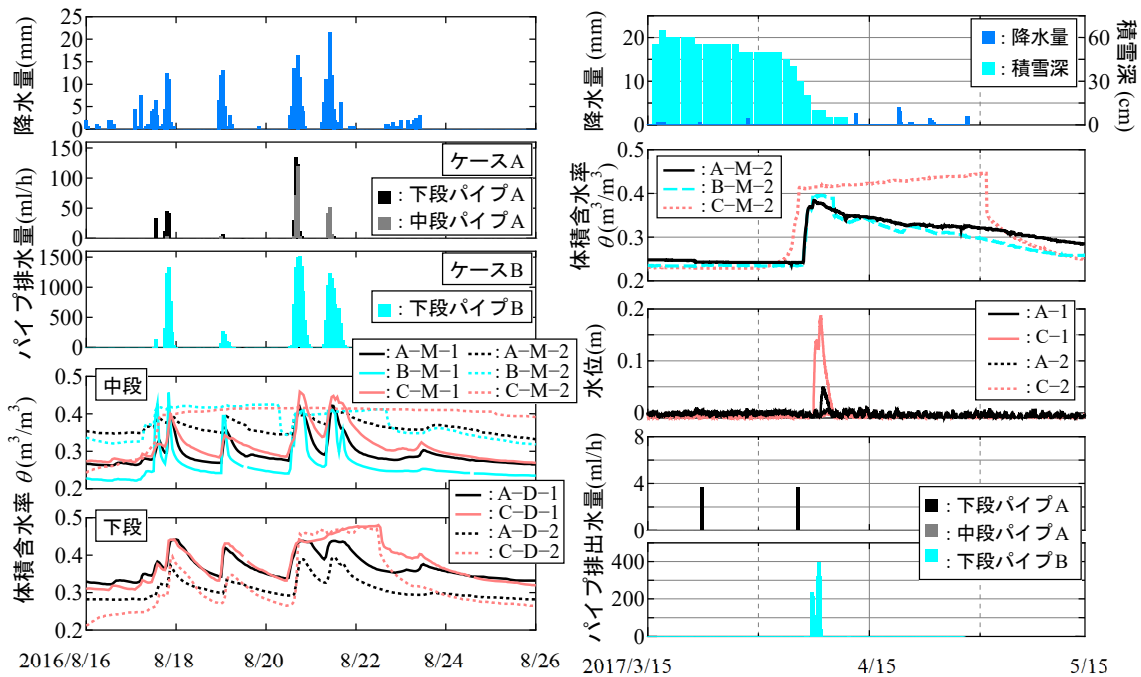 降水量(mm)
25
20
15
10
5
0
パイプ排水量(ml/h)
150
100
50
0
ケースA
: 下段パイプA
: 中段パイプA
1500
1000
500
0
ケースB
: 下段パイプB
体積含水率 θ(m³/m³)
0.5
0.4
0.3
0.2
中段
: A−M−1
: B−M−1
: C−M−1
: A−M−2
: B−M−2
: C−M−2
0.5
0.4
0.3
0.2
下段
: A−D−1
: C−D−1
: A−D−2
: C−D−2
2016/8/16
8/18
8/20
8/22
8/24
8/26
降水量 (mm)
20
15
10
5
0
60
30
0
積雪深 (cm)
: 降水量
: 積雪深
体積含水率
θ(m³/m³)
0.5
0.4
0.3
0.2
A−M−2
B−M−2
C−M−2
水位(m)
0.2
0.15
0.1
0.05
0
: A−1
: C−1
: A−2
: C−2
パイプ排出水量(ml/h)
8
6
4
2
0
400
200
0
: 下段パイプA
: 中段パイプA
: 下段パイプB
2017/3/15
4/15
5/15